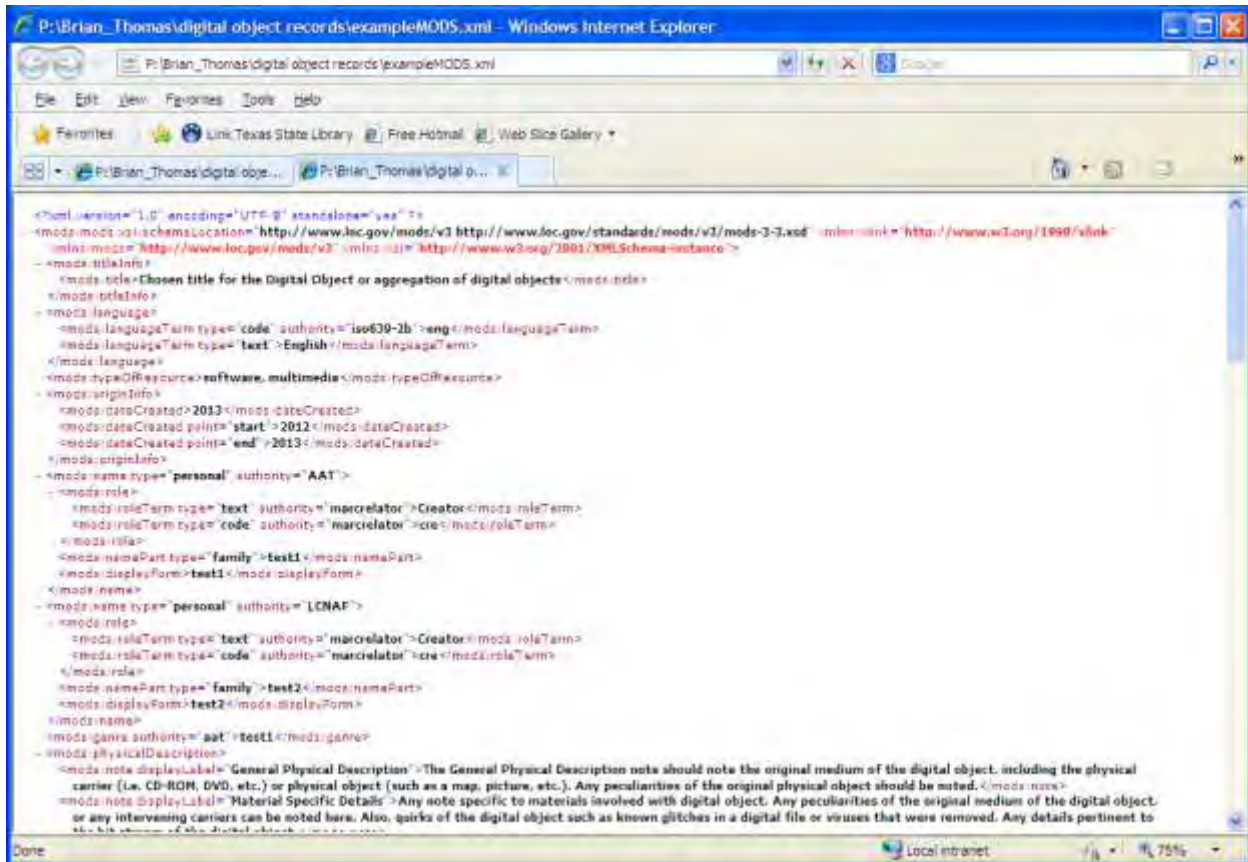 P:\Brian_Thomas\digital object records\exampleMODS.xml - Windows Internet Explorer
P:\Brian_Thomas\digital object records\exampleMODS.xml
Google
File Edit View Favorites Tools Help
Favorites Link Texas State Library Free Hotmail Web Slice Gallery
P:\Brian_Thomas\digital obje... P:\Brian_Thomas\digital o...
<?xml version="1.0" encoding="UTF-8" standalone="yes" ?>
- <mods:mods xsi:schemaLocation="http://www.loc.gov/mods/v3 http://www.loc.gov/standards/mods/v3/mods-3-3.xsd" xmlns:xlink="http://www.w3.org/1999/xlink"
xmlns:mods="http://www.loc.gov/mods/v3" xmlns:xsi="http://www.w3.org/2001/XMLSchema-instance">
- <mods:titleInfo>
<mods:title>Chosen title for the Digital Object or aggregation of digital objects</mods:title>
</mods:titleInfo>
- <mods:language>
<mods:languageTerm type="code" authority="iso639-2b">eng</mods:languageTerm>
<mods:languageTerm type="text">English</mods:languageTerm>
</mods:language>
<mods:typeOfResource>software, multimedia</mods:typeOfResource>
- <mods:originInfo>
<mods:dateCreated>2013</mods:dateCreated>
<mods:dateCreated point="start">2012</mods:dateCreated>
<mods:dateCreated point="end">2013</mods:dateCreated>
</mods:originInfo>
- <mods:name type="personal" authority="AAT">
- <mods:role>
<mods:roleTerm type="text" authority="marcrelator">Creator</mods:roleTerm>
<mods:roleTerm type="code" authority="marcrelator">cre</mods:roleTerm>
</mods:role>
<mods:namePart type="family">test1</mods:namePart>
<mods:displayForm>test1</mods:displayForm>
</mods:name>
- <mods:name type="personal" authority="LCNAF">
- <mods:role>
<mods:roleTerm type="text" authority="marcrelator">Creator</mods:roleTerm>
<mods:roleTerm type="code" authority="marcrelator">cre</mods:roleTerm>
</mods:role>
<mods:namePart type="family">test2</mods:namePart>
<mods:displayForm>test2</mods:displayForm>
</mods:name>
<mods:genre authority="aat">test1</mods:genre>
- <mods:physicalDescription>
<mods:note displayLabel="General Physical Description">The General Physical Description note should note the original medium of the digital object, including the physical
carrier (i.e. CD-ROM, DVD, etc.) or physical object (such as a map, picture, etc.). Any peculiarities of the original physical object should be noted.</mods:note>
<mods:note displayLabel="Material Specific Details">Any note specific to materials involved with digital object. Any peculiarities of the original medium of the digital object,
or any intervening carriers can be noted here. Also, quirks of the digital object such as known glitches in a digital file or viruses that were removed. Any details pertinent to
the bit stream of the digital object.</mods:note>
Done Local intranet 75%